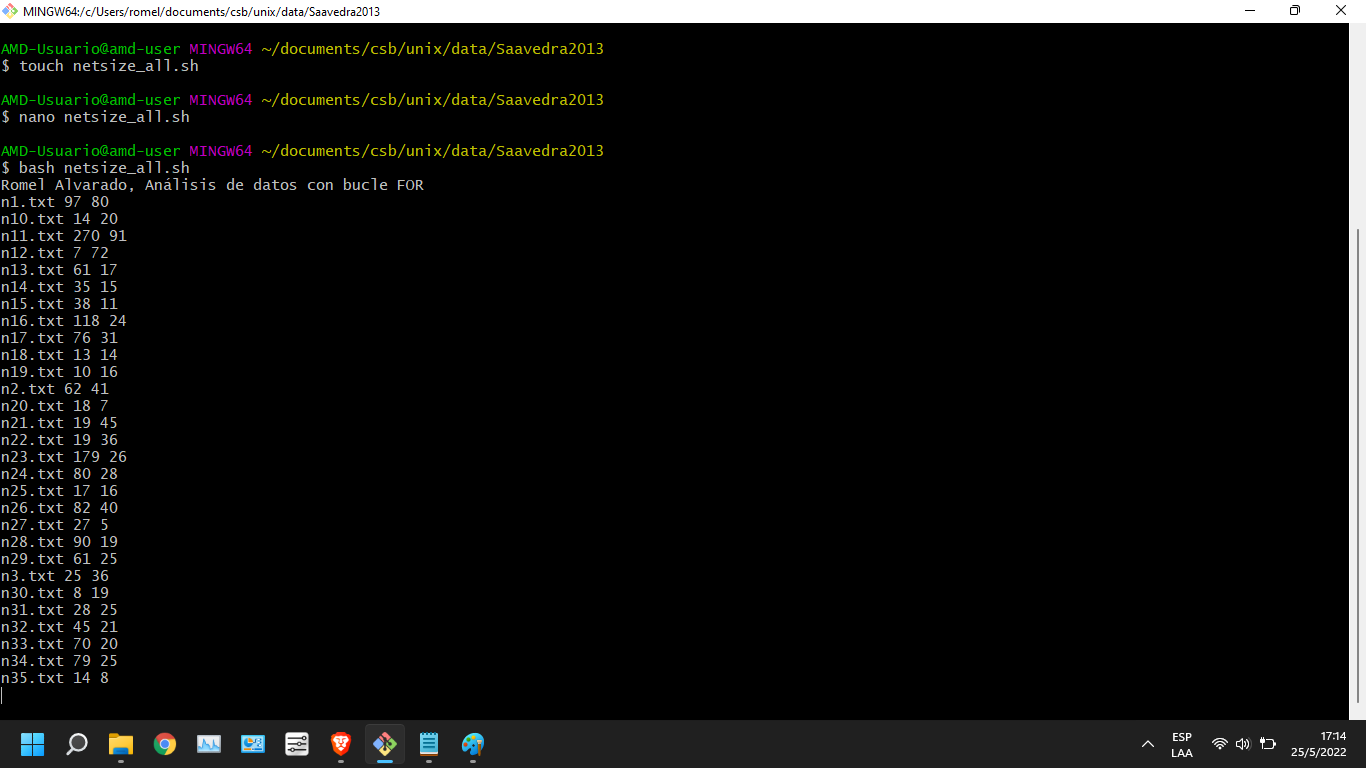 MINGW64:/c/Users/romel/documents/csb/unix/data/Saavedra2013
AMD-Usuario@amd-user MINGW64 ~/documents/csb/unix/data/Saavedra2013
$ touch netsize_all.sh
AMD-Usuario@amd-user MINGW64 ~/documents/csb/unix/data/Saavedra2013
$ nano netsize_all.sh
AMD-Usuario@amd-user MINGW64 ~/documents/csb/unix/data/Saavedra2013
$ bash netsize_all.sh
Romel Alvarado, Análisis de datos con bucle FOR
n1.txt 97 80
n10.txt 14 20
n11.txt 270 91
n12.txt 7 72
n13.txt 61 17
n14.txt 35 15
n15.txt 38 11
n16.txt 118 24
n17.txt 76 31
n18.txt 13 14
n19.txt 10 16
n2.txt 62 41
n20.txt 18 7
n21.txt 19 45
n22.txt 19 36
n23.txt 179 26
n24.txt 80 28
n25.txt 17 16
n26.txt 82 40
n27.txt 27 5
n28.txt 90 19
n29.txt 61 25
n3.txt 25 36
n30.txt 8 19
n31.txt 28 25
n32.txt 45 21
n33.txt 70 20
n34.txt 79 25
n35.txt 14 8
ESP
LAA
17:14
25/5/2022